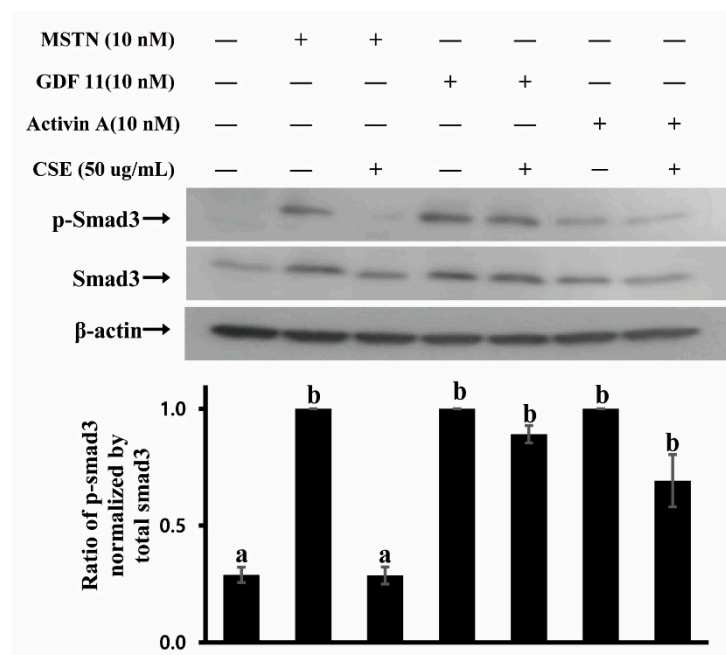 MSTN (10 nM) — + + — — — —
GDF 11(10 nM) — — — + + — —
Activin A(10 nM) — — — — — + +
CSE (50 ug/mL) — — + — + — +
p-Smad3→
Smad3→
β-actin→
b b b
1.0
b
b
0.5
a a
0.0
Ratio of p-smad3
normalized by
total smad3